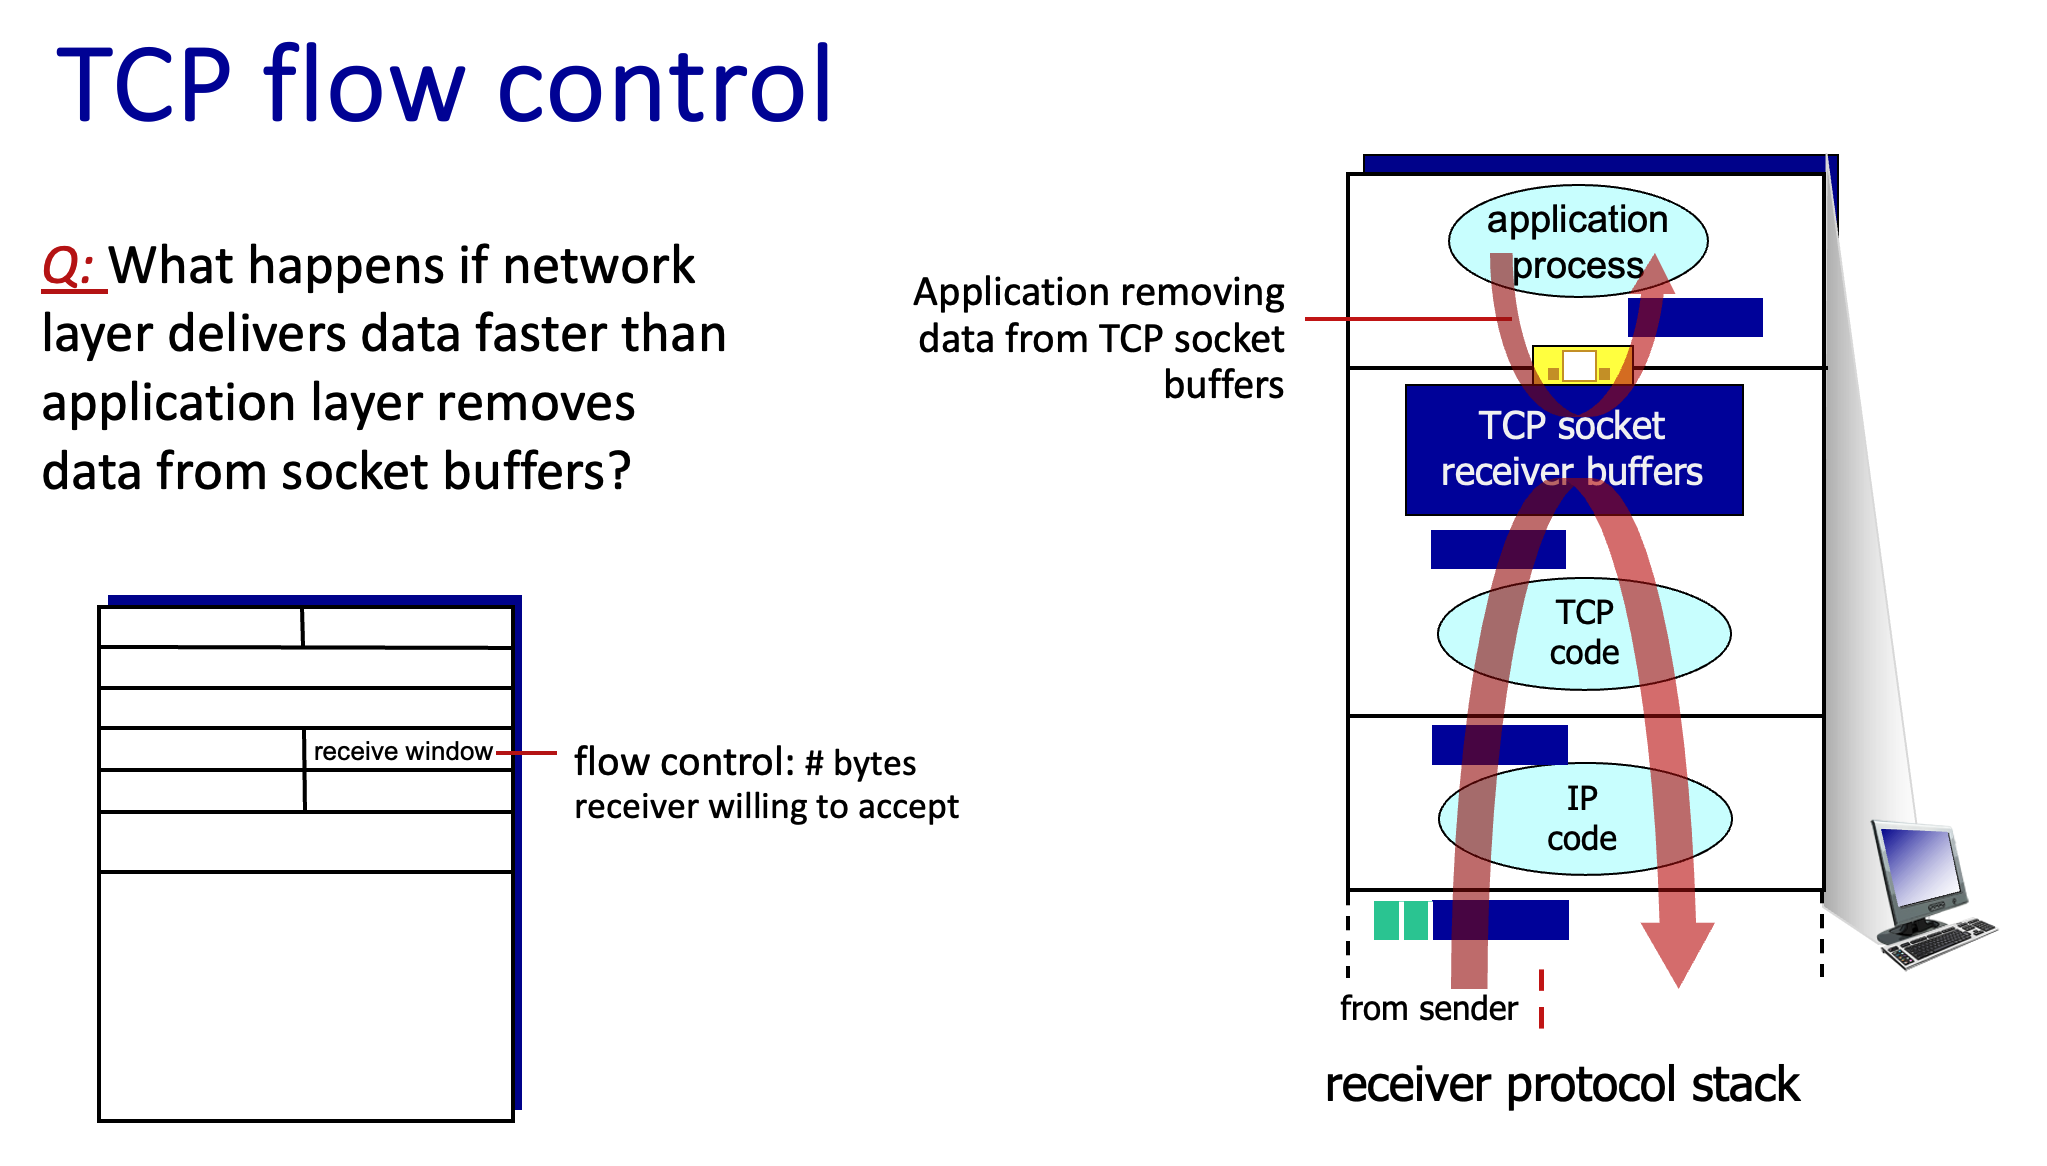 TCP flow control
Q: What happens if network
layer delivers data faster than
application layer removes
data from socket buffers?
receive window
flow control: # bytes
receiver willing to accept
Application removing
data from TCP socket
buffers
application
process
TCP socket
receiver buffers
TCP
code
IP
code
from sender
receiver protocol stack